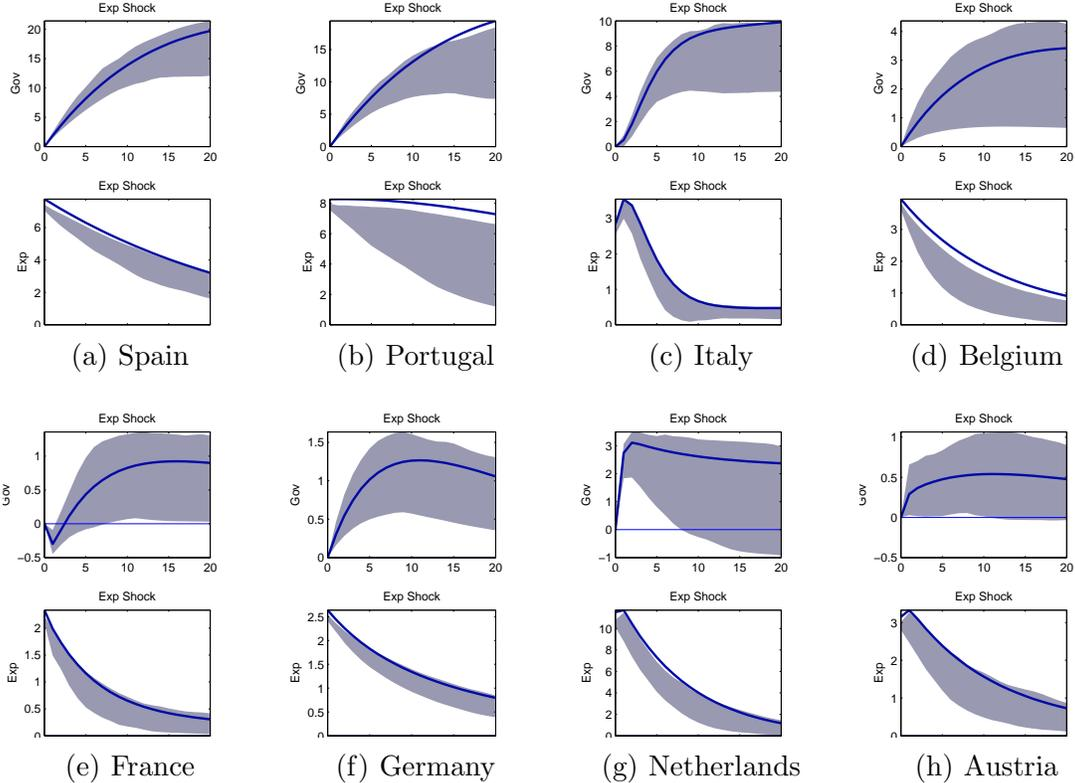 Exp Shock Exp Shock Exp Shock Exp Shock
20
15
10
5
0
Gov
0 5 10 15 20
15
10
5
0
Gov
0 5 10 15 20
10
8
6
4
2
0
Gov
0 5 10 15 20
4
3
2
1
0
Gov
0 5 10 15 20
Exp Shock Exp Shock Exp Shock Exp Shock
6
4
2
0
Exp
8
6
4
2
0
Exp
3
2
1
0
Exp
3
2
1
0
Exp
(a) Spain (b) Portugal (c) Italy (d) Belgium
Exp Shock Exp Shock Exp Shock Exp Shock
1
0.5
0
−0.5
Gov
0 5 10 15 20
1.5
1
0.5
0
Gov
0 5 10 15 20
3
2
1
0
−1
Gov
0 5 10 15 20
1
0.5
0
−0.5
Gov
0 5 10 15 20
Exp Shock Exp Shock Exp Shock Exp Shock
2
1.5
1
0.5
0
Exp
2.5
2
1.5
1
0.5
Exp
10
8
6
4
2
0
Exp
3
2
1
0
Exp
(e) France (f) Germany (g) Netherlands (h) Austria